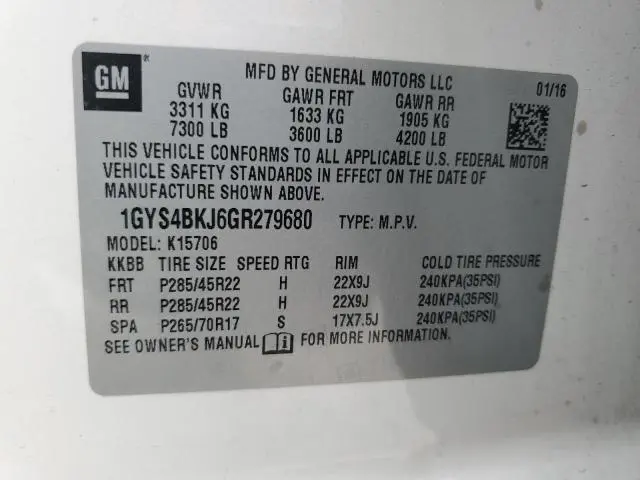 GM
MFD BY GENERAL MOTORS LLC 01/16
GVWR GAWR FRT GAWR RR
3311 KG 1633 KG 1905 KG
7300 LB 3600 LB 4200 LB
THIS VEHICLE CONFORMS TO ALL APPLICABLE U.S. FEDERAL MOTOR
VEHICLE SAFETY STANDARDS IN EFFECT ON THE DATE OF
MANUFACTURE SHOWN ABOVE.
1GYS4BKJ6GR279680 TYPE: M.P.V.
MODEL: K15706
KKBB TIRE SIZE SPEED RTG RIM COLD TIRE PRESSURE
FRT P285/45R22 H 22X9J 240KPA(35PSI)
RR P285/45R22 H 22X9J 240KPA(35PSI)
SPA P265/70R17 S 17X7.5J 240KPA(35PSI)
SEE OWNER'S MANUAL i FOR MORE INFORMATION.